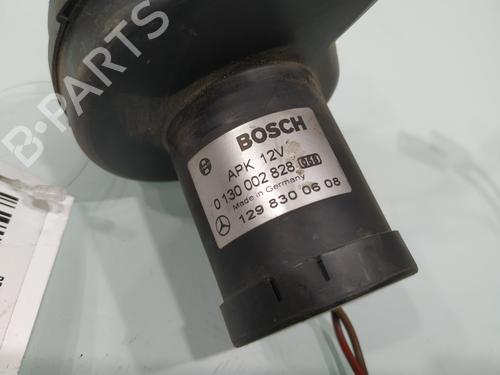 B-PARTS
BOSCH
APK 12V
0 130 002 828
Made in Germany
129 830 06 08